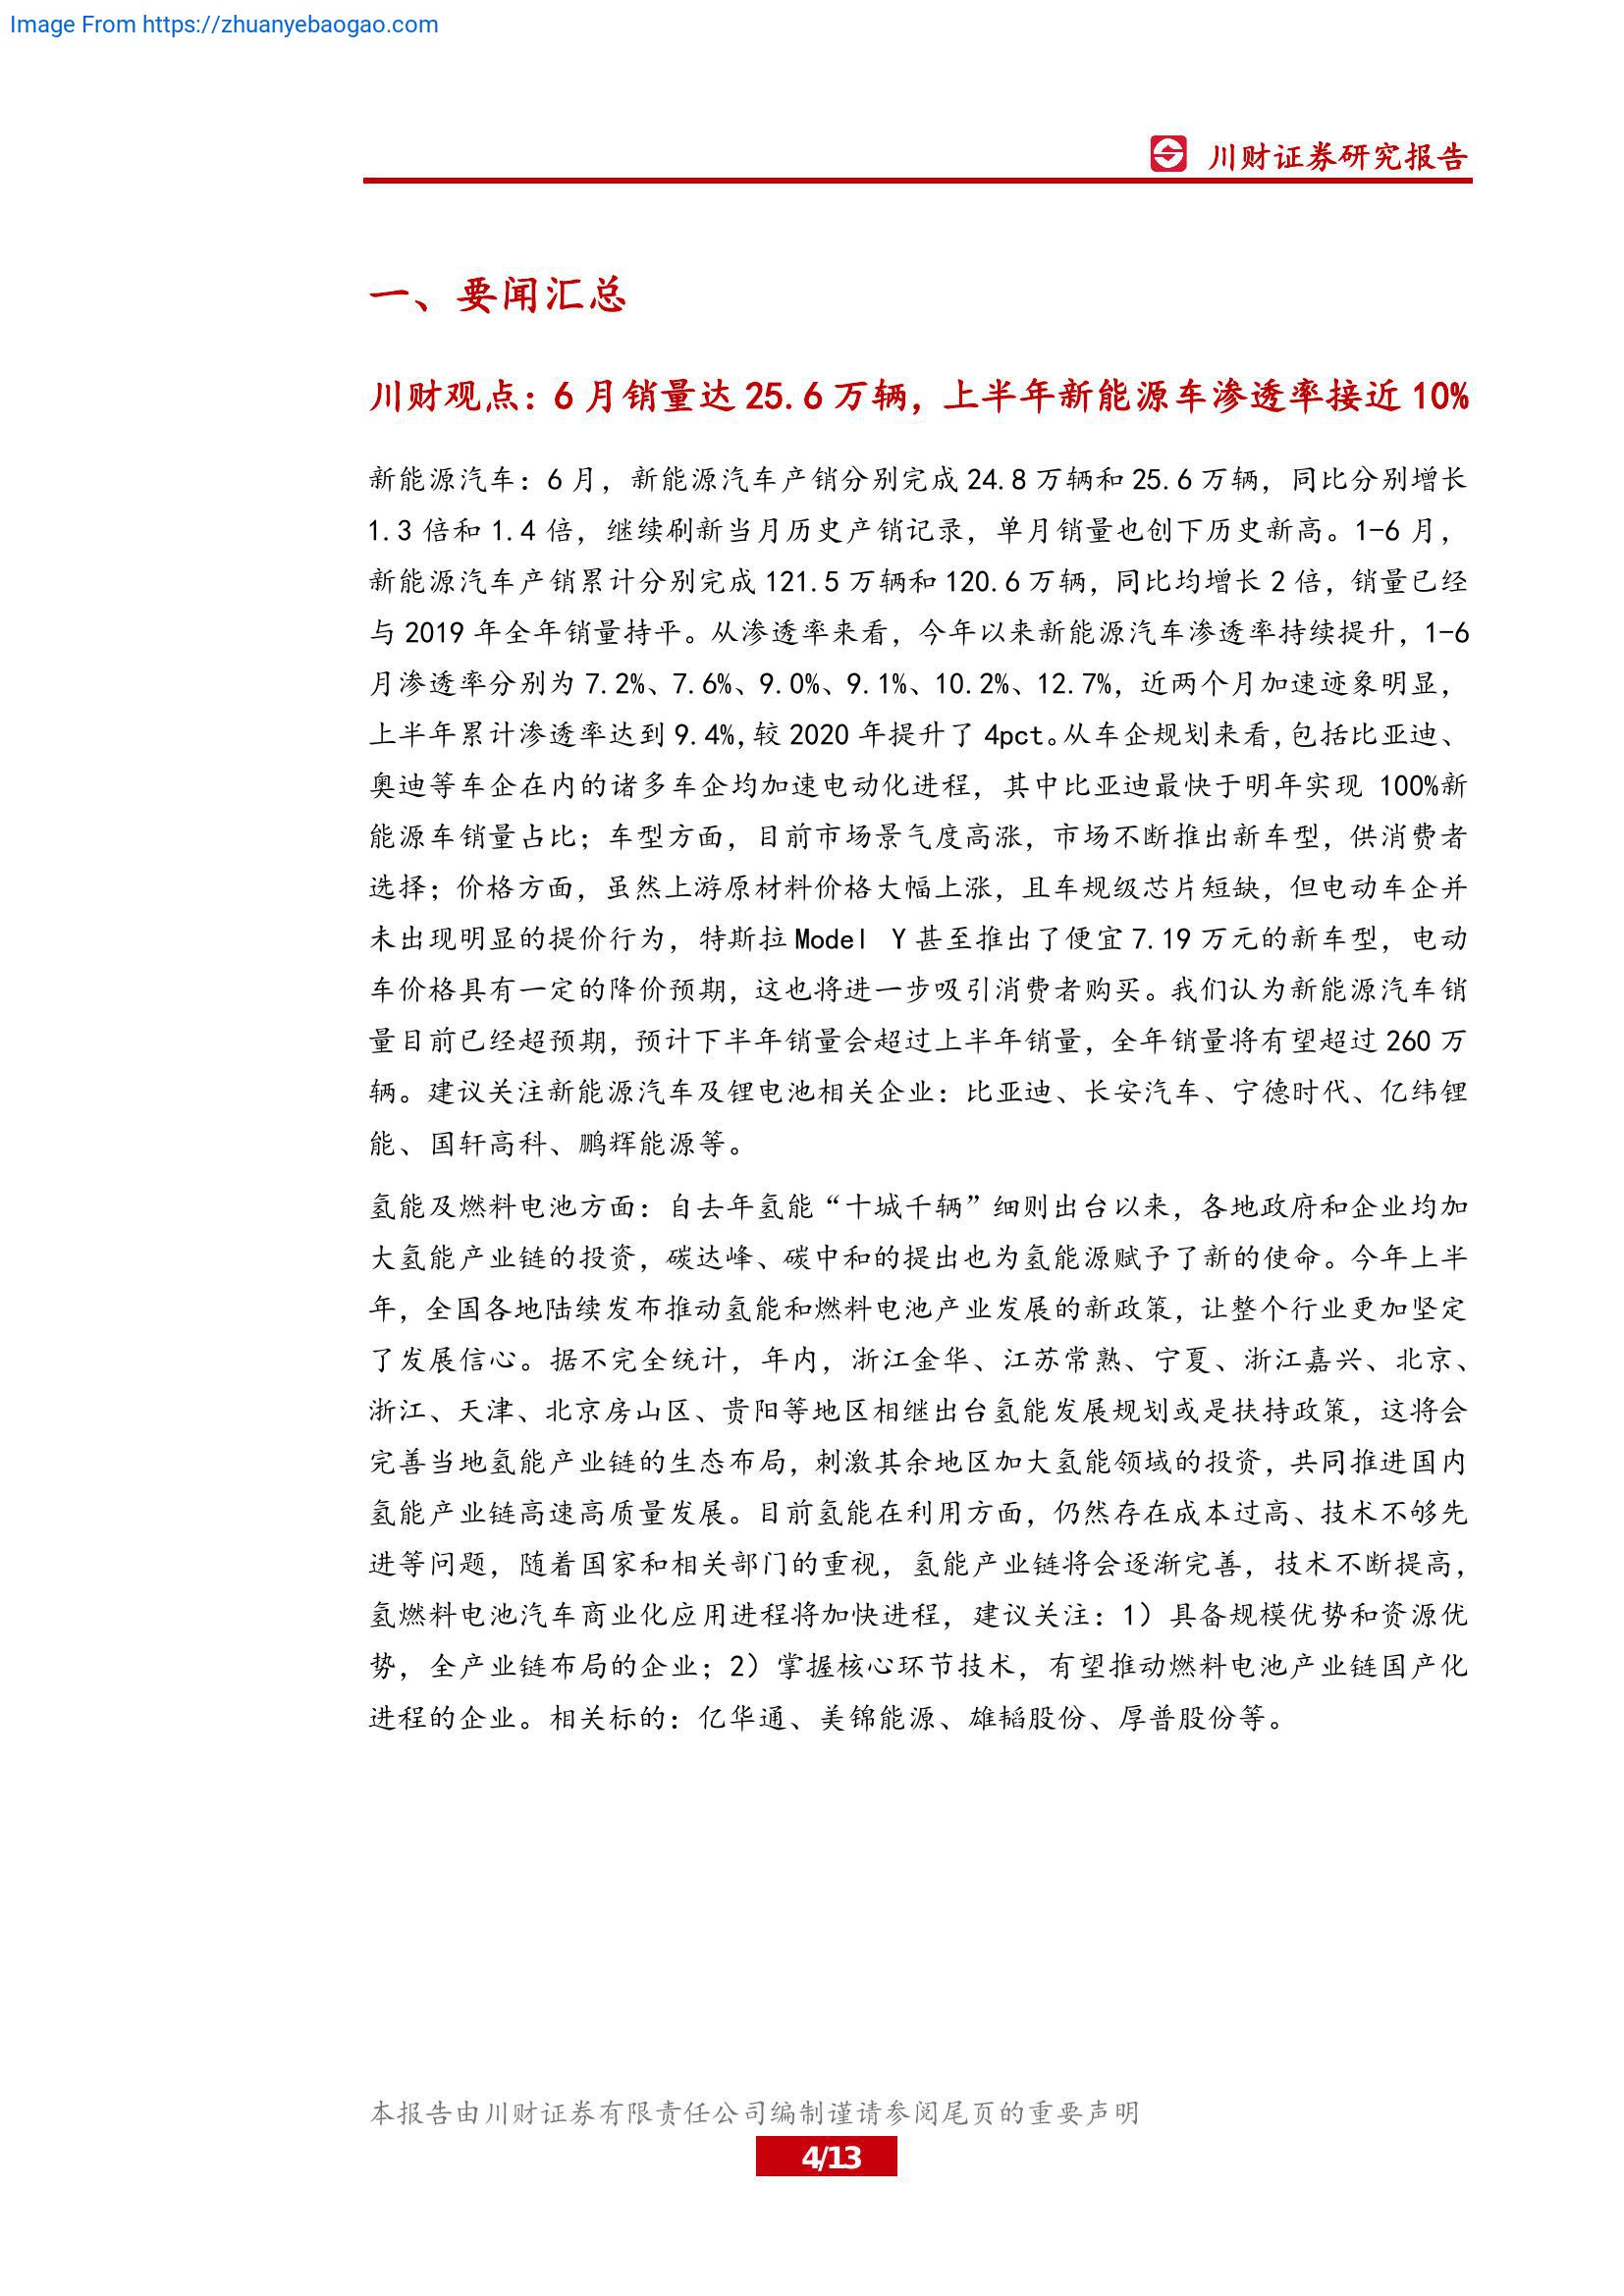 Image From https://zhuanyebaogao.com
川财证券研究报告
一、要闻汇总
川财观点：6 月销量达 25.6 万辆，上半年新能源车渗透率接近 10%
新能源汽车：6 月，新能源汽车产销分别完成 24.8 万辆和 25.6 万辆，同比分别增长
1.3 倍和 1.4 倍，继续刷新当月历史产销记录，单月销量也创下历史新高。1-6 月，
新能源汽车产销累计分别完成 121.5 万辆和 120.6 万辆，同比均增长 2 倍，销量已经
与 2019 年全年销量持平。从渗透率来看，今年以来新能源汽车渗透率持续提升，1-6
月渗透率分别为 7.2%、7.6%、9.0%、9.1%、10.2%、12.7%，近两个月加速迹象明显，
上半年累计渗透率达到 9.4%，较 2020 年提升了 4pct。从车企规划来看，包括比亚迪、
奥迪等车企在内的诸多车企均加速电动化进程，其中比亚迪最快于明年实现 100%新
能源车销量占比；车型方面，目前市场景气度高涨，市场不断推出新车型，供消费者
选择；价格方面，虽然上游原材料价格大幅上涨，且车规级芯片短缺，但电动车企并
未出现明显的提价行为，特斯拉 Model Y 甚至推出了便宜 7.19 万元的新车型，电动
车价格具有一定的降价预期，这也将进一步吸引消费者购买。我们认为新能源汽车销
量目前已经超预期，预计下半年销量会超过上半年销量，全年销量将有望超过 260 万
辆。建议关注新能源汽车及锂电池相关企业：比亚迪、长安汽车、宁德时代、亿纬锂
能、国轩高科、鹏辉能源等。
氢能及燃料电池方面：自去年氢能“十城千辆”细则出台以来，各地政府和企业均加
大氢能产业链的投资，碳达峰、碳中和的提出也为氢能源赋予了新的使命。今年上半
年，全国各地陆续发布推动氢能和燃料电池产业发展的新政策，让整个行业更加坚定
了发展信心。据不完全统计，年内，浙江金华、江苏常熟、宁夏、浙江嘉兴、北京、
浙江、天津、北京房山区、贵阳等地区相继出台氢能发展规划或是扶持政策，这将会
完善当地氢能产业链的生态布局，刺激其余地区加大氢能领域的投资，共同推进国内
氢能产业链高速高质量发展。目前氢能在利用方面，仍然存在成本过高、技术不够先
进等问题，随着国家和相关部门的重视，氢能产业链将会逐渐完善，技术不断提高，
氢燃料电池汽车商业化应用进程将加快进程，建议关注：1）具备规模优势和资源优
势，全产业链布局的企业；2）掌握核心环节技术，有望推动燃料电池产业链国产化
进程的企业。相关标的：亿华通、美锦能源、雄韬股份、厚普股份等。
本报告由川财证券有限责任公司编制谨请参阅尾页的重要声明
4/13